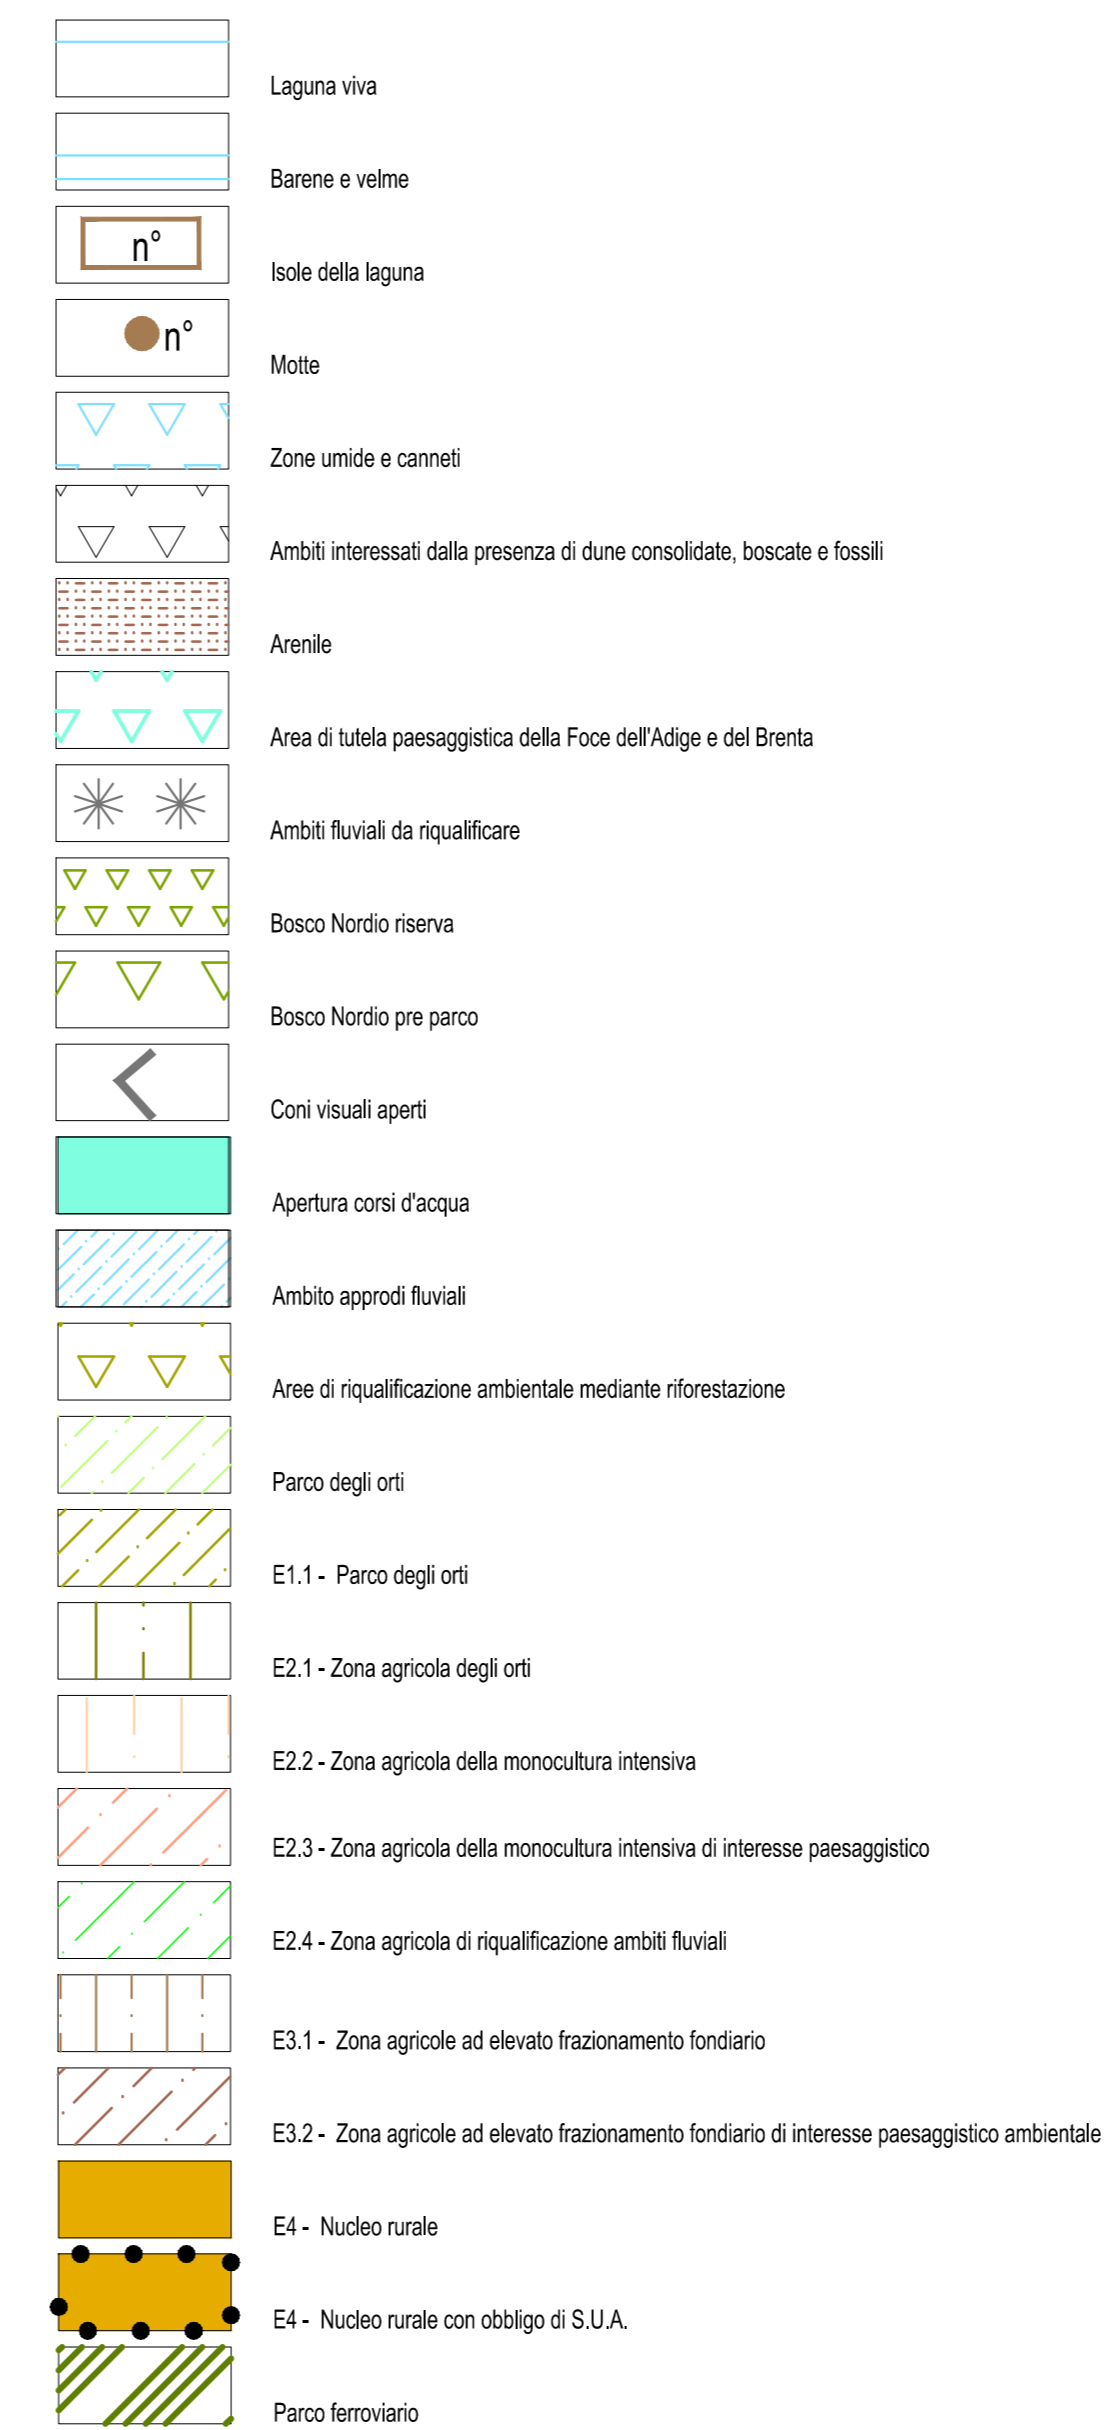 Laguna viva
Barene e velme
n°
Isole della laguna
n°
Motte
Zone umide e canneti
Ambiti interessati dalla presenza di dune consolidate, boscate e fossili
Arenile
Area di tutela paesaggistica della Foce dell'Adige e del Brenta
Ambiti fluviali da riqualificare
Bosco Nordio riserva
Bosco Nordio pre parco
Coni visuali aperti
Apertura corsi d'acqua
Ambito approdi fluviali
Aree di riqualificazione ambientale mediante riforestazione
Parco degli orti
E1.1 - Parco degli orti
E2.1 - Zona agricola degli orti
E2.2 - Zona agricola della monocultura intensiva
E2.3 - Zona agricola della monocultura intensiva di interesse paesaggistico
E2.4 - Zona agricola di riqualificazione ambiti fluviali
E3.1 - Zona agricole ad elevato frazionamento fondiario
E3.2 - Zona agricole ad elevato frazionamento fondiario di interesse paesaggistico ambientale
E4 - Nucleo rurale
E4 - Nucleo rurale con obbligo di S.U.A.
Parco ferroviario